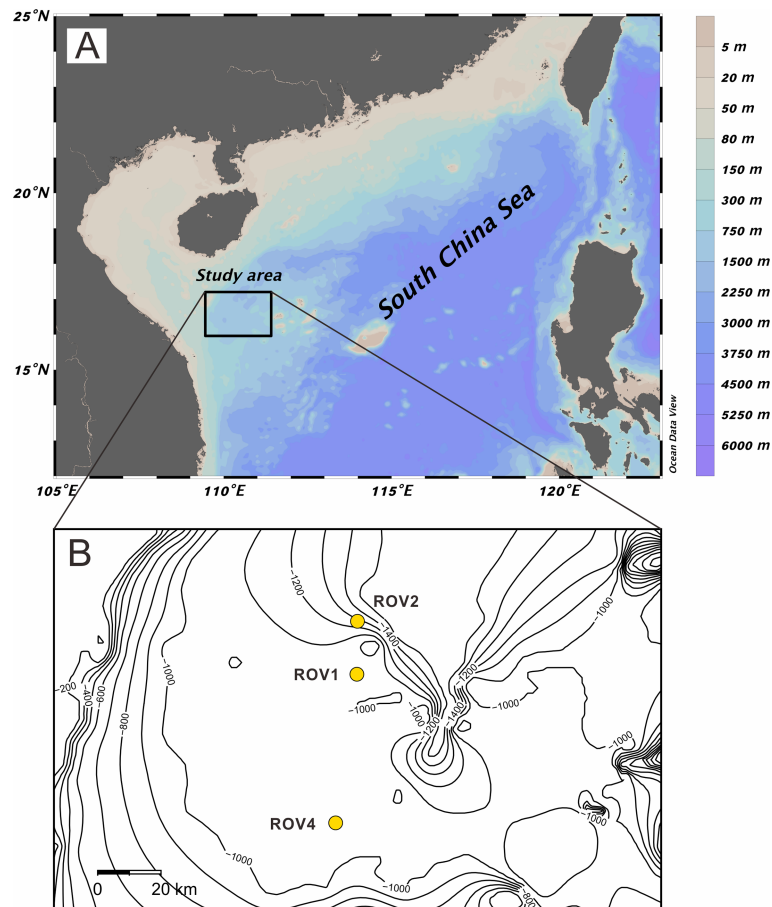 A
25°N
20°N
15°N
105°E
110°E
115°E
120°E
Study area
South China Sea
Ocean Data View
5 m
20 m
50 m
80 m
150 m
300 m
750 m
1500 m
2250 m
3000 m
3750 m
4500 m
5250 m
6000 m
B
ROV2
ROV1
ROV4
−1200
−1400
−1000
−1200
−1000
−200
−400
−600
−800
−1000
−1000
−1200
−1400
−1000
−1000
−1000
−1000
−1000
−800
0
20 km